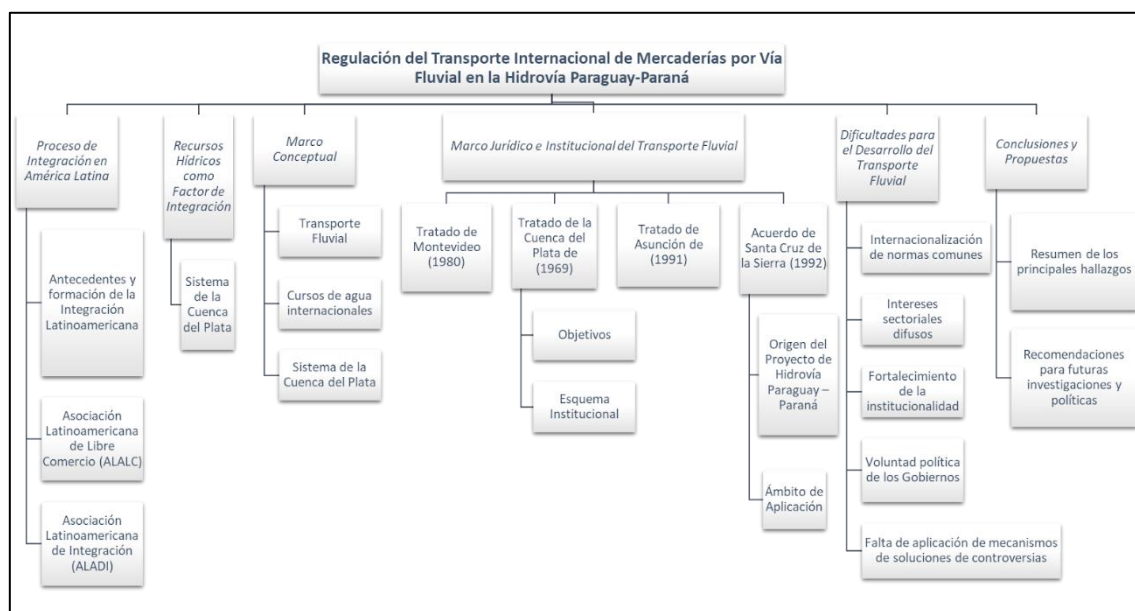 Regulación del Transporte Internacional de Mercaderías por Vía
Fluvial en la Hidrovía Paraguay-Paraná
Proceso de
Integración en
América Latina
Antecedentes y
formación de la
Integración
Latinoamericana
Asociación
Latinoamericana
de Libre
Comercio (ALALC)
Asociación
Latinoamericana
de Integración
(ALADI)
Recursos
Hídricos
como
Factor de
Integración
Sistema
de la
Cuenca
del Plata
Marco
Conceptual
Transporte
Fluvial
Cursos de agua
internacionales
Sistema de la
Cuenca del Plata
Marco Jurídico e Institucional del Transporte Fluvial
Tratado de
Montevideo
(1980)
Tratado de la
Cuenca del
Plata de
(1969)
Objetivos
Esquema
Institucional
Tratado de
Asunción de
(1991)
Acuerdo de
Santa Cruz de
la Sierra (1992)
Origen del
Proyecto de
Hidrovía
Paraguay –
Paraná
Ámbito de
Aplicación
Dificultades para
el Desarrollo del
Transporte
Fluvial
Internacionalización
de normas comunes
Intereses
sectoriales
difusos
Fortalecimiento
de la
institucionalidad
Voluntad política
de los Gobiernos
Falta de aplicación de mecanismos
de soluciones de controversias
Conclusiones y
Propuestas
Resumen de los
principales hallazgos
Recomendaciones
para futuras
investigaciones y
políticas